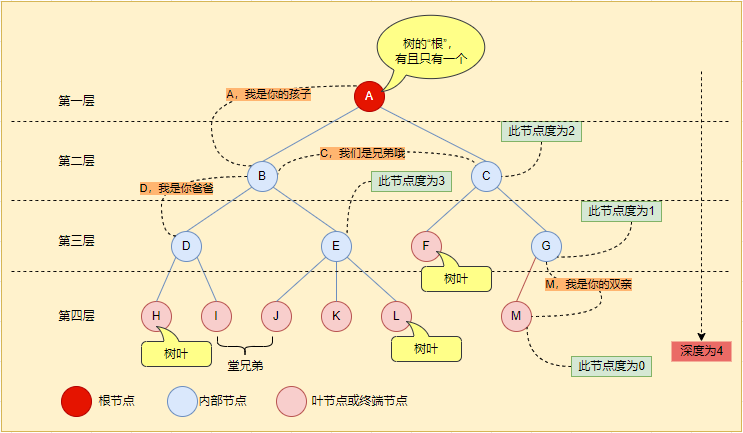 树的“根”，
有且只有一个
第一层
A，我是你的孩子
A
此节点度为2
第二层
C，我们是兄弟哦
B
C
D，我是你爸爸
此节点度为3
此节点度为1
第三层
D
E
F
G
树叶
M，我是你的双亲
第四层
H
I
J
K
L
M
树叶
堂兄弟
树叶
深度为4
此节点度为0
根节点
内部节点
叶节点或终端节点